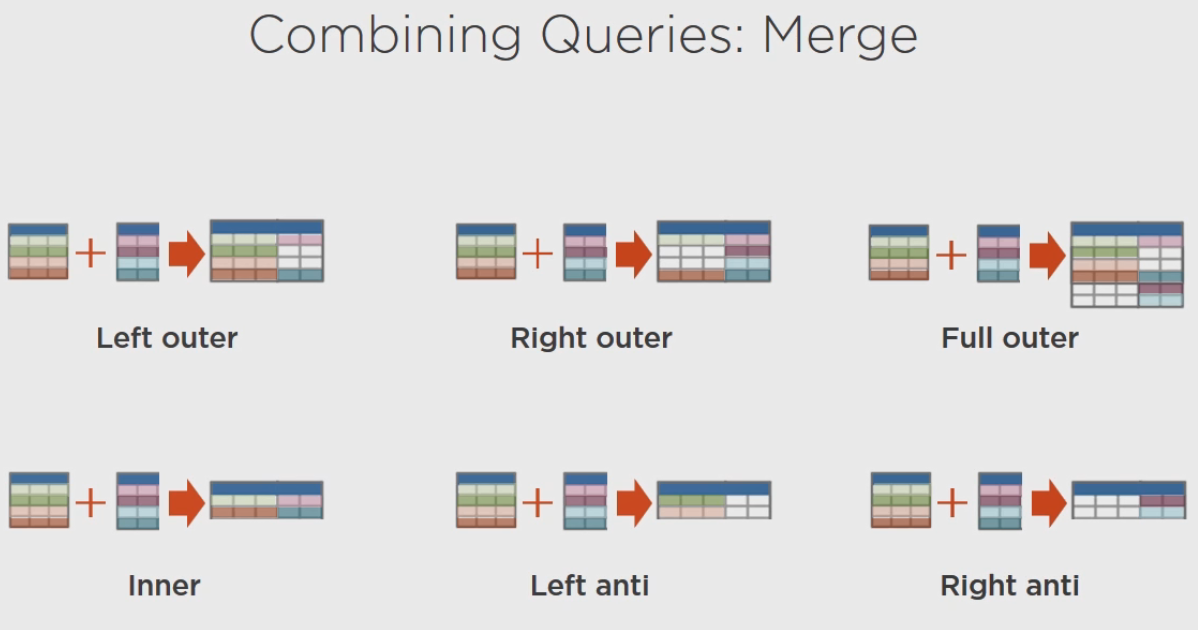 Combining Queries: Merge
Left outer
Right outer
Full outer
Inner
Left anti
Right anti